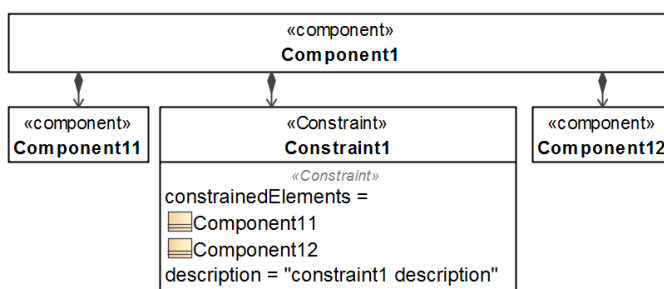 «component»
Component1
«component»
Component11
«Constraint»
Constraint1
«Constraint»
constrainedElements =
Component11
Component12
description = "constraint1 description"
«component»
Component12